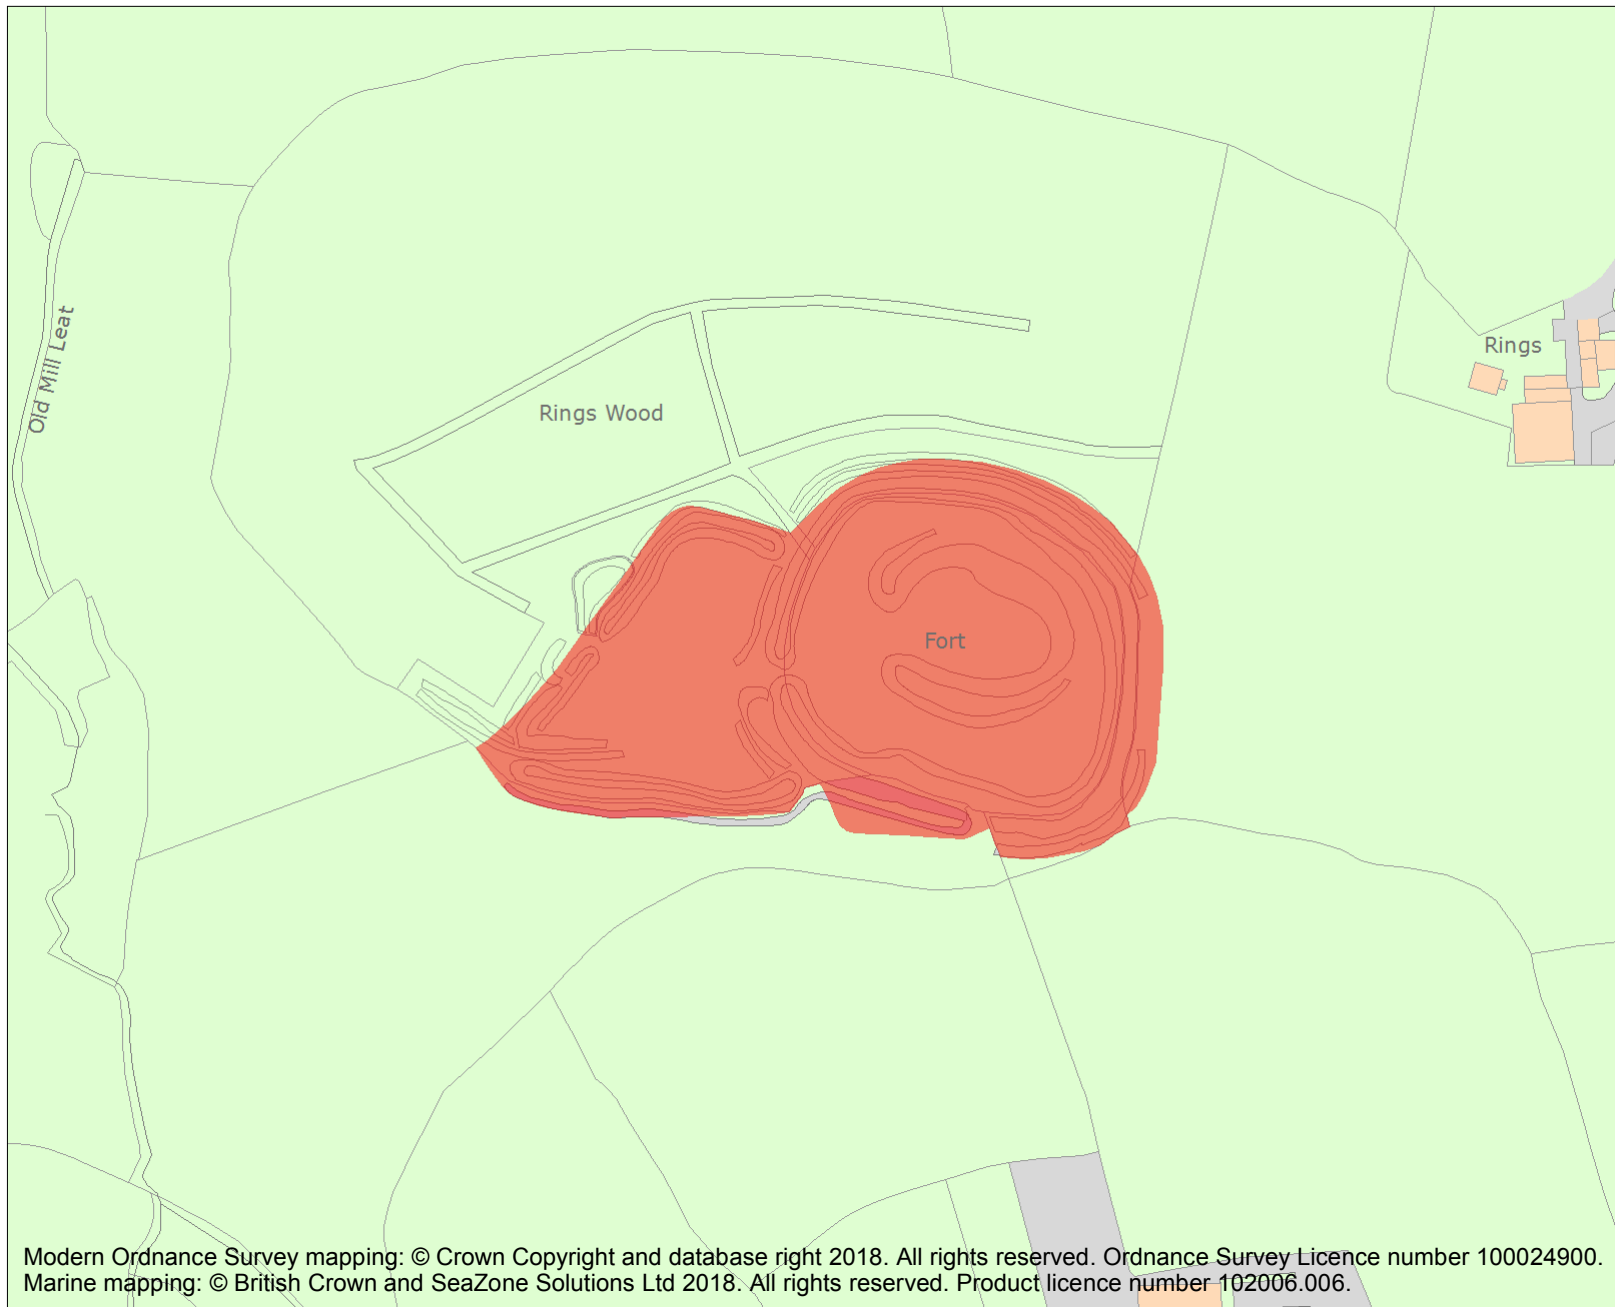 Old Mill Leat
Rings
Rings Wood
Fort
Modern Ordnance Survey mapping: © Crown Copyright and database right 2018. All rights reserved. Ordnance Survey Licence number 100024900.
Marine mapping: © British Crown and SeaZone Solutions Ltd 2018. All rights reserved. Product licence number 102006.006.